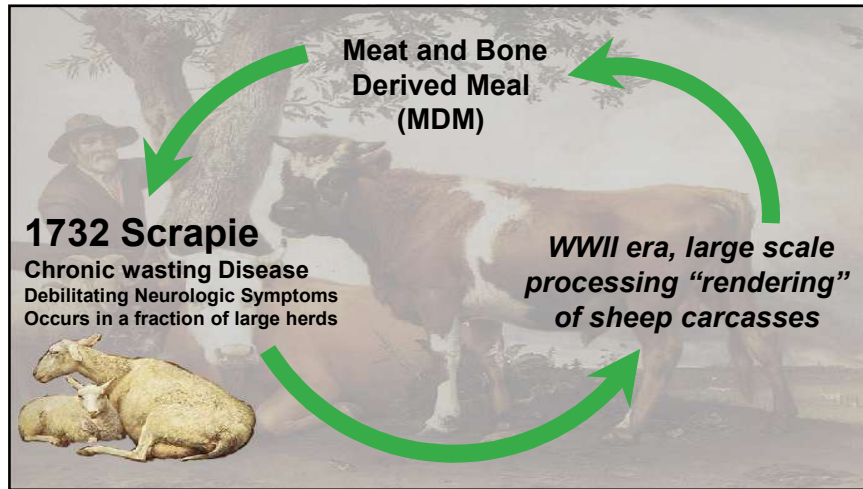 Meat and Bone
Derived Meal
(MDM)
1732 Scrapie
Chronic wasting Disease
Debilitating Neurologic Symptoms
Occurs in a fraction of large herds
WWII era, large scale
processing “rendering”
of sheep carcasses